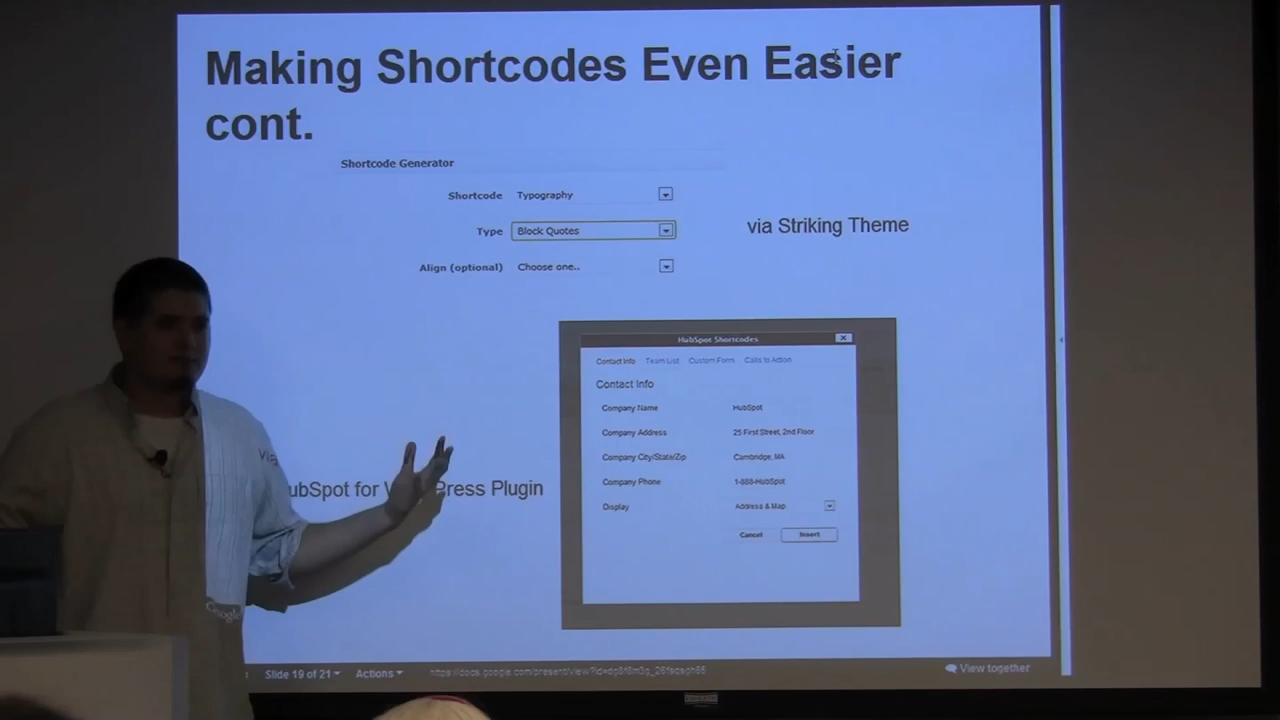 Making Shortcodes Even Easier
cont.
Shortcode Generator
Shortcode Typography
Type Block Quotes
Align (optional) Choose one..
via Striking Theme
HubSpot Shortcodes
Contact Info Team List Custom Form Calls to Action
Contact Info
Company Name HubSpot
Company Address 25 First Street, 2nd Floor
Company City/State/Zip Cambridge, MA
Company Phone 1-888-HubSpot
Display Address & Map
Cancel Insert
via
ubSpot for Press Plugin
Google
Slide 19 of 21 Actions
View together